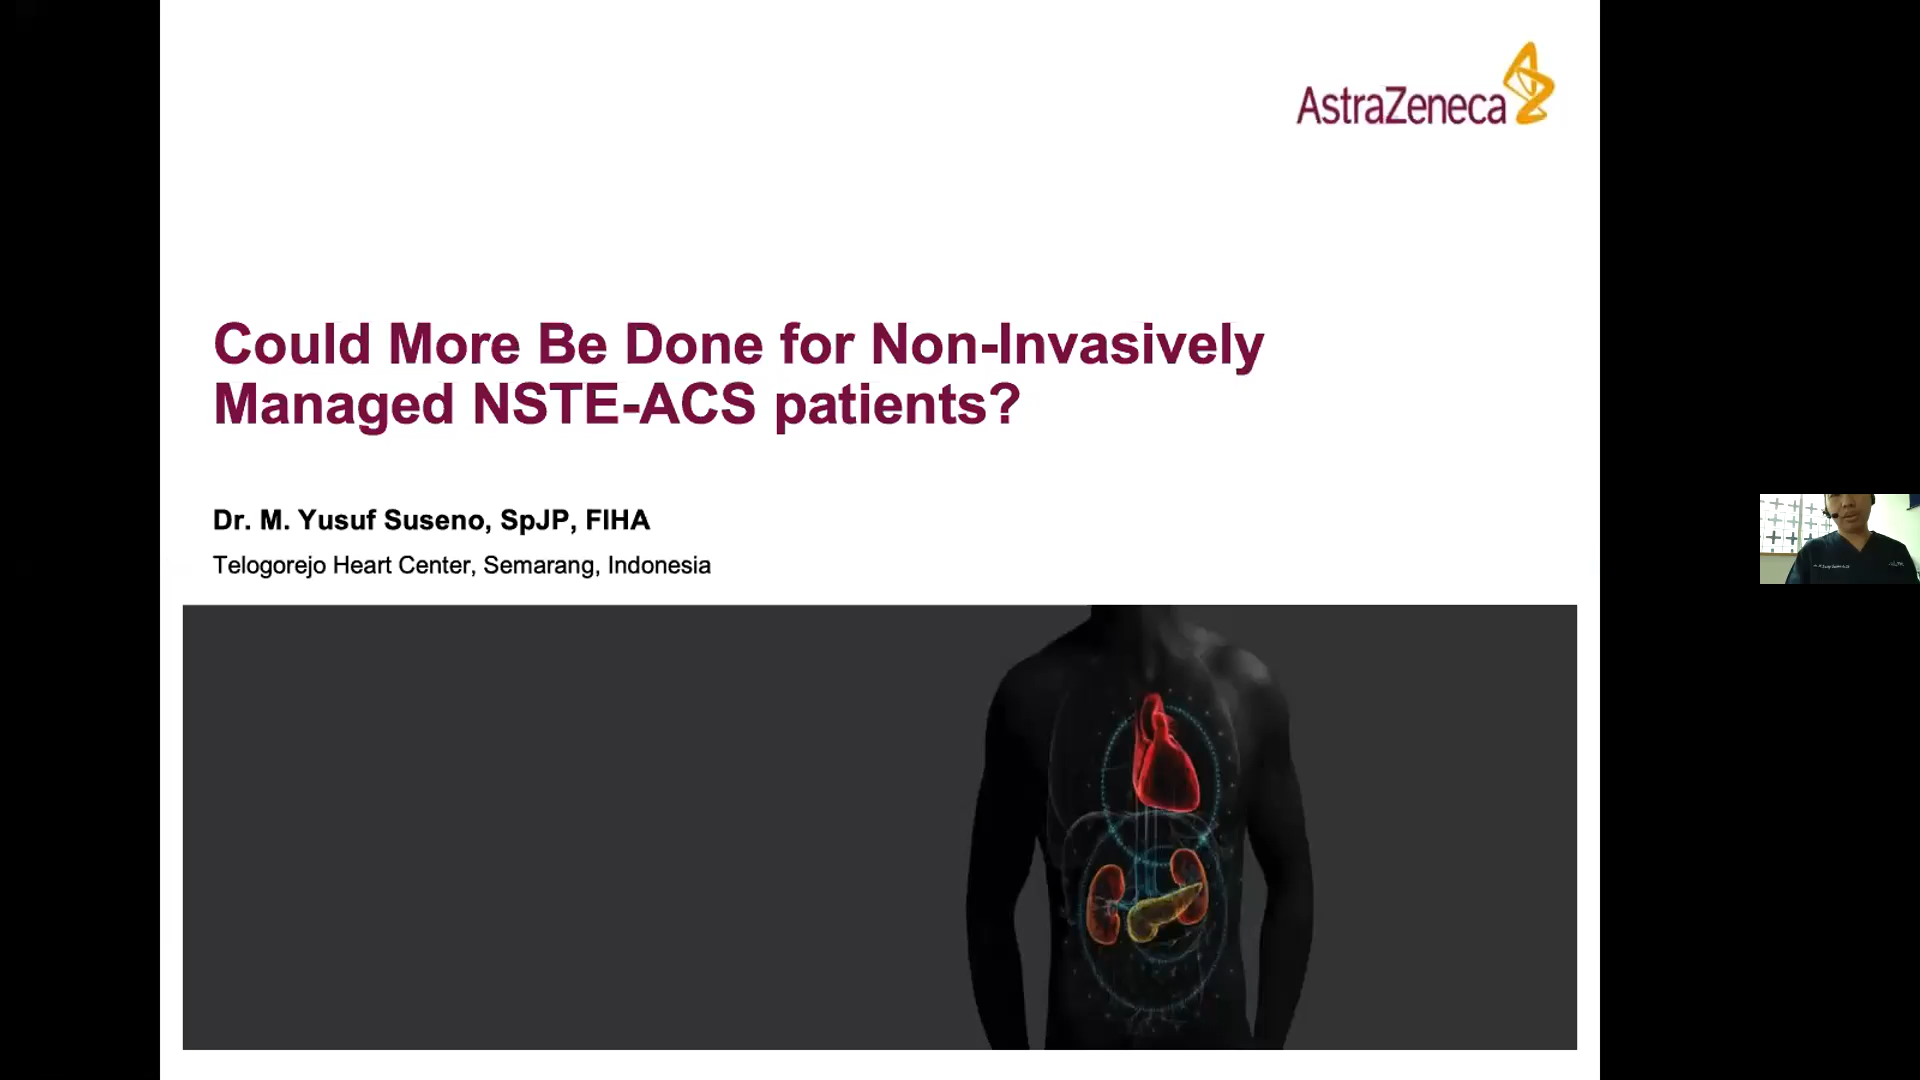 AstraZeneca
Could More Be Done for Non-Invasively
Managed NSTE-ACS patients?
Dr. M. Yusuf Suseno, SpJP, FIHA
Telogorejo Heart Center, Semarang, Indonesia